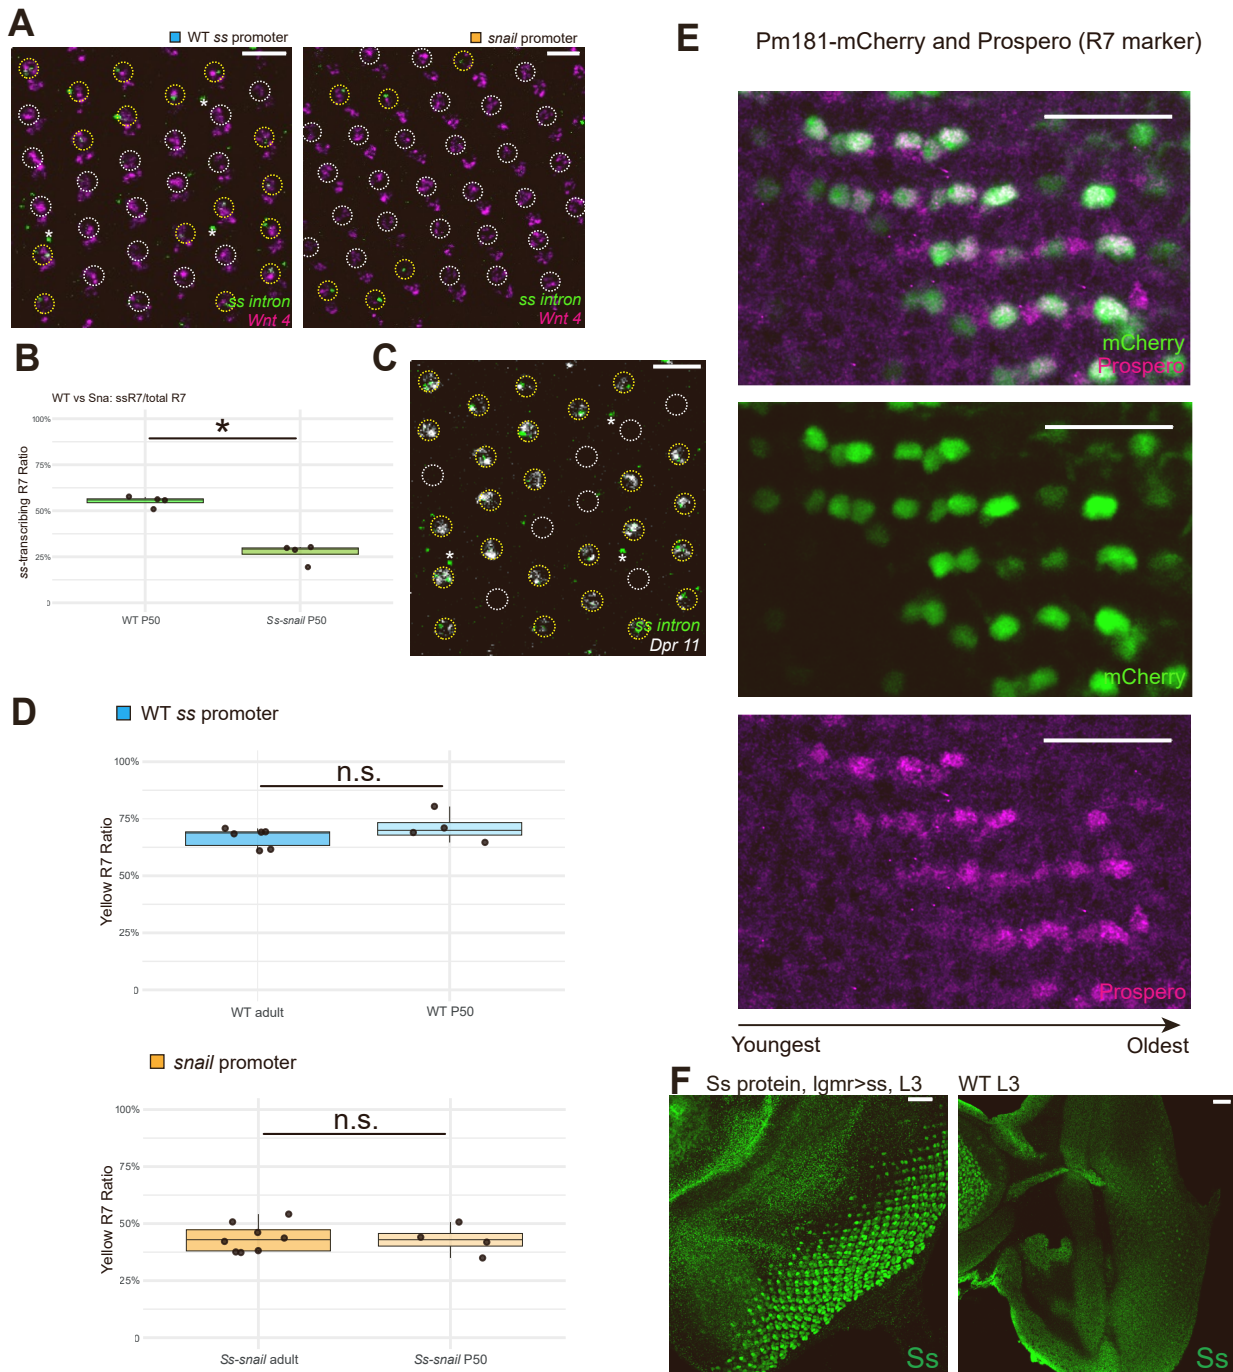 A
WT ss promoter
snail promoter
*
*
*
ss intron
Wnt 4
ss intron
Wnt 4
B
WT vs Sna: ssR7/total R7
ss-transcribing R7 Ratio
100%
75%
50%
25%
0
*
WT P50
Ss-snail P50
C
*
*
*
ss intron
Dpr 11
D
WT ss promoter
Yellow R7 Ratio
100%
75%
50%
25%
0
n.s.
WT adult
WT P50
snail promoter
Yellow R7 Ratio
100%
75%
50%
25%
0
n.s.
Ss-snail adult
Ss-snail P50
E
Pm181-mCherry and Prospero (R7 marker)
mCherry
Prospero
mCherry
Prospero
Youngest
Oldest
F
Ss protein, lgmr>ss, L3
WT L3
Ss
Ss